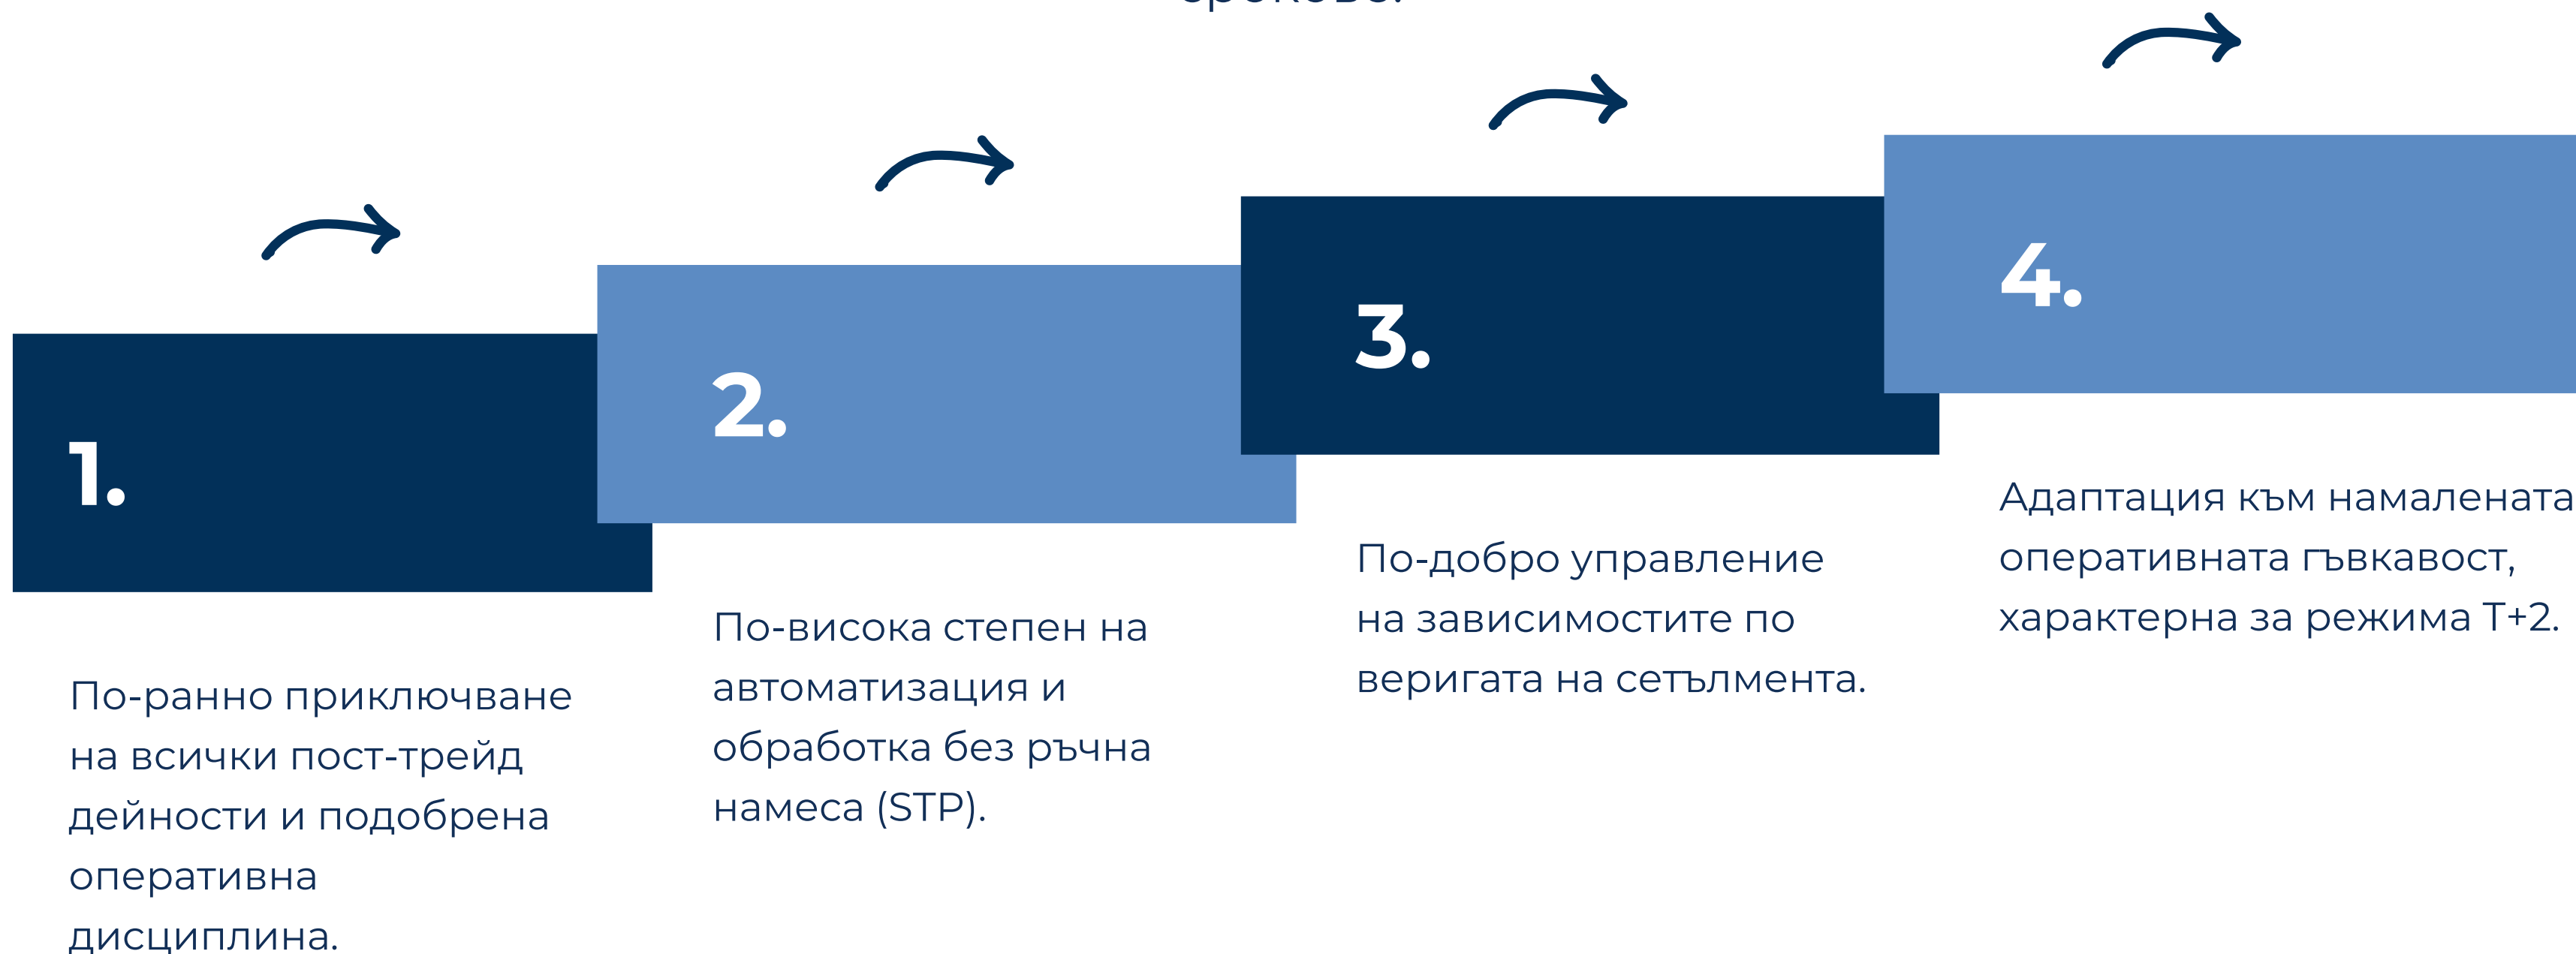 1.
По-ранно приключване
на всички пост-трейд
дейности и подобрена
оперативна
дисциплина.
2.
По-висока степен на
автоматизация и
обработка без ръчна
намеса (STP).
3.
По-добро управление
на зависимостите по
веригата на сетълмента.
4.
Адаптация към намалената
оперативната гъвкавост,
характерна за режима T+2.